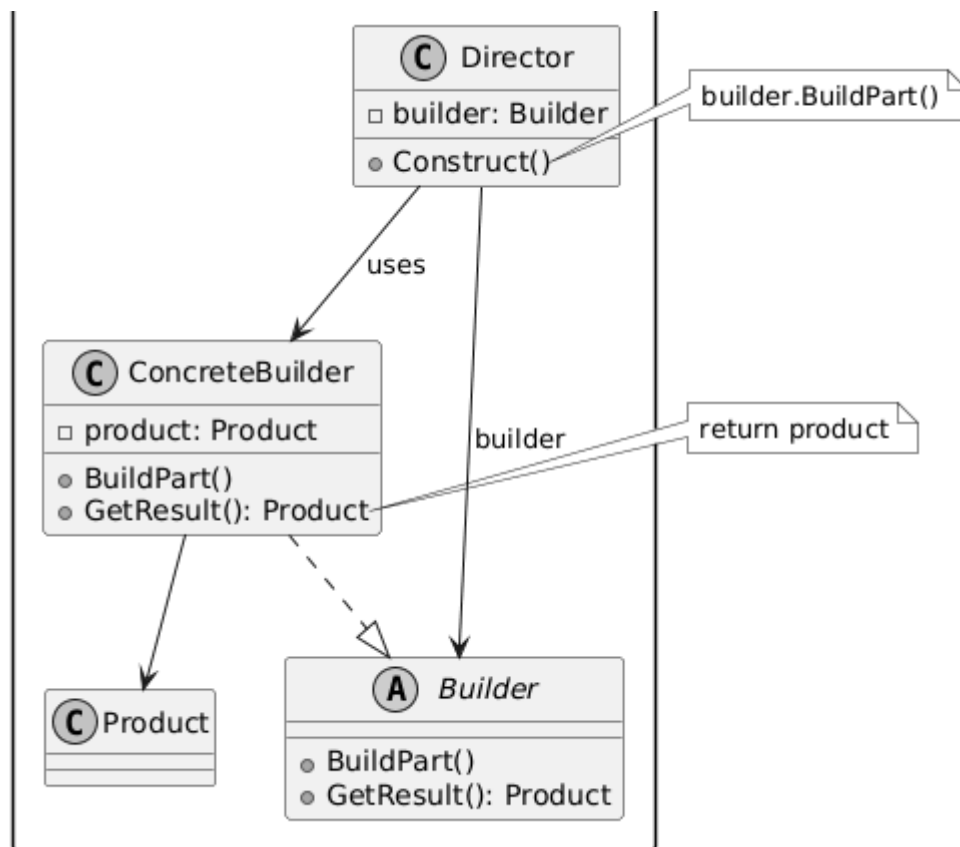 C Director
builder: Builder
Construct()
builder.BuildPart()
uses
C ConcreteBuilder
product: Product
BuildPart()
GetResult(): Product
return product
builder
C Product
A Builder
BuildPart()
GetResult(): Product